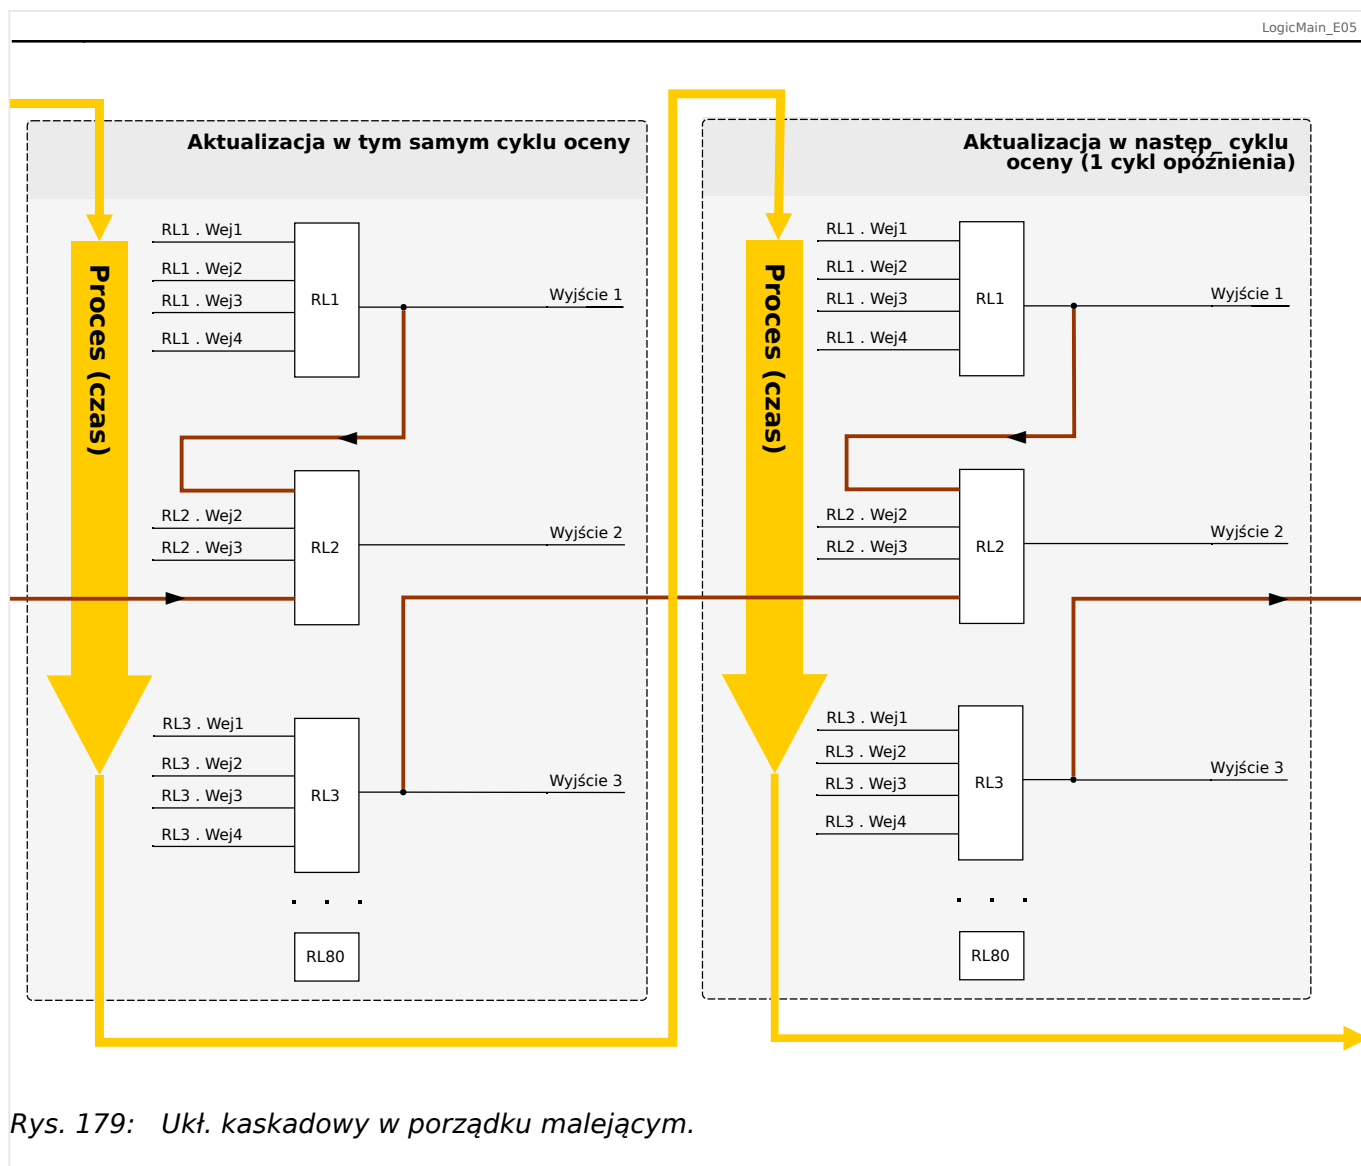 LogicMain_E05
Aktualizacja w tym samym cyklu oceny
Proces (czas)
RL1 . Wej1
RL1 . Wej2
RL1 . Wej3
RL1 . Wej4
RL1
Wyjście 1
RL2 . Wej2
RL2 . Wej3
RL2
Wyjście 2
RL3 . Wej1
RL3 . Wej2
RL3 . Wej3
RL3 . Wej4
RL3
Wyjście 3
. . .
RL80
Aktualizacja w następ_ cyklu
oceny (1 cykl opóźnienia)
Proces (czas)
RL1 . Wej1
RL1 . Wej2
RL1 . Wej3
RL1 . Wej4
RL1
Wyjście 1
RL2 . Wej2
RL2 . Wej3
RL2
Wyjście 2
RL3 . Wej1
RL3 . Wej2
RL3 . Wej3
RL3 . Wej4
RL3
Wyjście 3
. . .
RL80
Rys. 179: Ukł. kaskadowy w porządku malejącym.